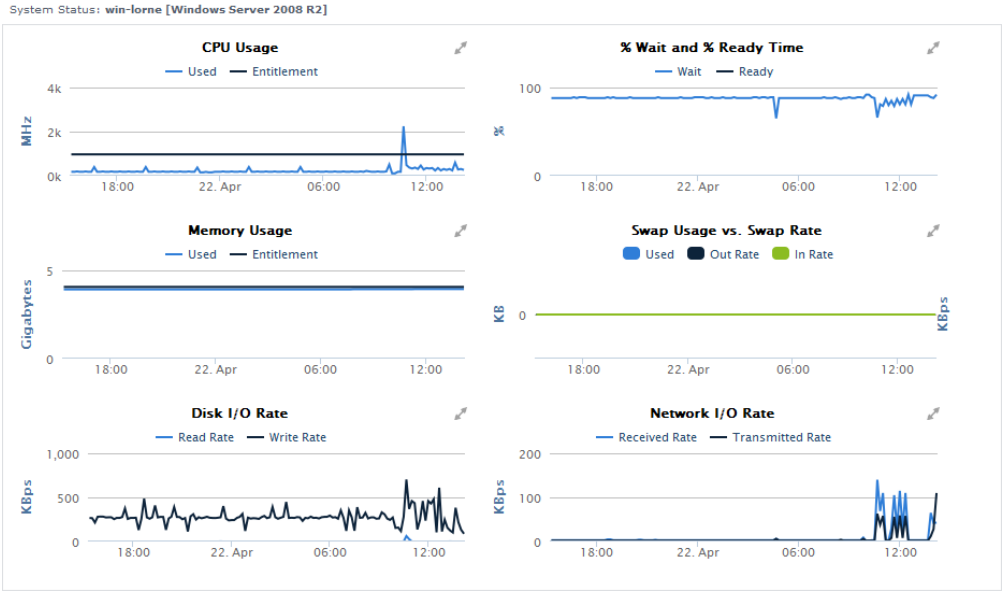 System Status: win-lorne [Windows Server 2008 R2]
CPU Usage
Used Entitlement
4k
2k
0k
MHz
18:00 22. Apr 06:00 12:00
% Wait and % Ready Time
Wait Ready
100
0
%
18:00 22. Apr 06:00 12:00
Memory Usage
Used Entitlement
5
0
Gigabytes
18:00 22. Apr 06:00 12:00
Swap Usage vs. Swap Rate
Used Out Rate In Rate
0
KB
KBps
18:00 22. Apr 06:00 12:00
Disk I/O Rate
Read Rate Write Rate
1,000
500
0
KBps
18:00 22. Apr 06:00 12:00
Network I/O Rate
Received Rate Transmitted Rate
200
100
0
KBps
18:00 22. Apr 06:00 12:00